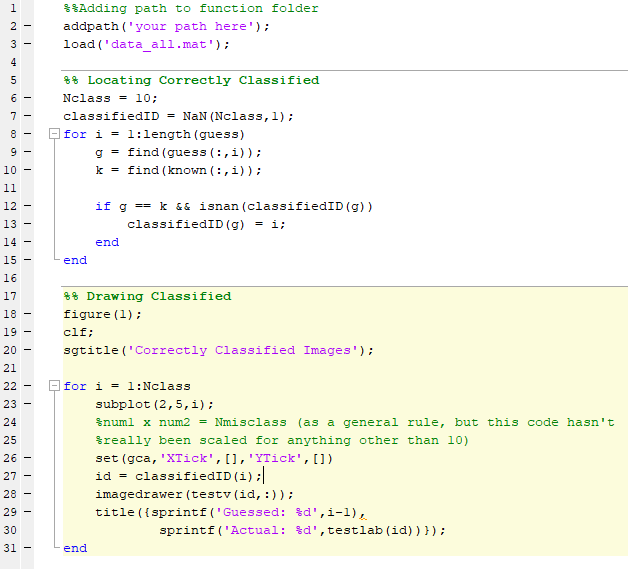 1 %%Adding path to function folder
2 - addpath('your path here');
3 - load('data_all.mat');
4
5 %% Locating Correctly Classified
6 - Nclass = 10;
7 - classifiedID = NaN(Nclass,1);
8 - for i = 1:length(guess)
9 - g = find(guess(:,i));
10 - k = find(known(:,i));
11
12 - if g == k && isnan(classifiedID(g))
13 - classifiedID(g) = i;
14 - end
15 - end
16
17 %% Drawing Classified
18 - figure(1);
19 - clf;
20 - sgtitle('Correctly Classified Images');
21
22 - for i = 1:Nclass
23 - subplot(2,5,i);
24 %num1 x num2 = Nmisclass (as a general rule, but this code hasn't
25 %really been scaled for anything other than 10)
26 - set(gca,'XTick',[],'YTick',[])
27 - id = classifiedID(i);
28 - imagedrawer(testv(id,:));
29 - title({sprintf('Guessed: %d',i-1),
30 sprintf('Actual: %d',testlab(id))});
31 - end